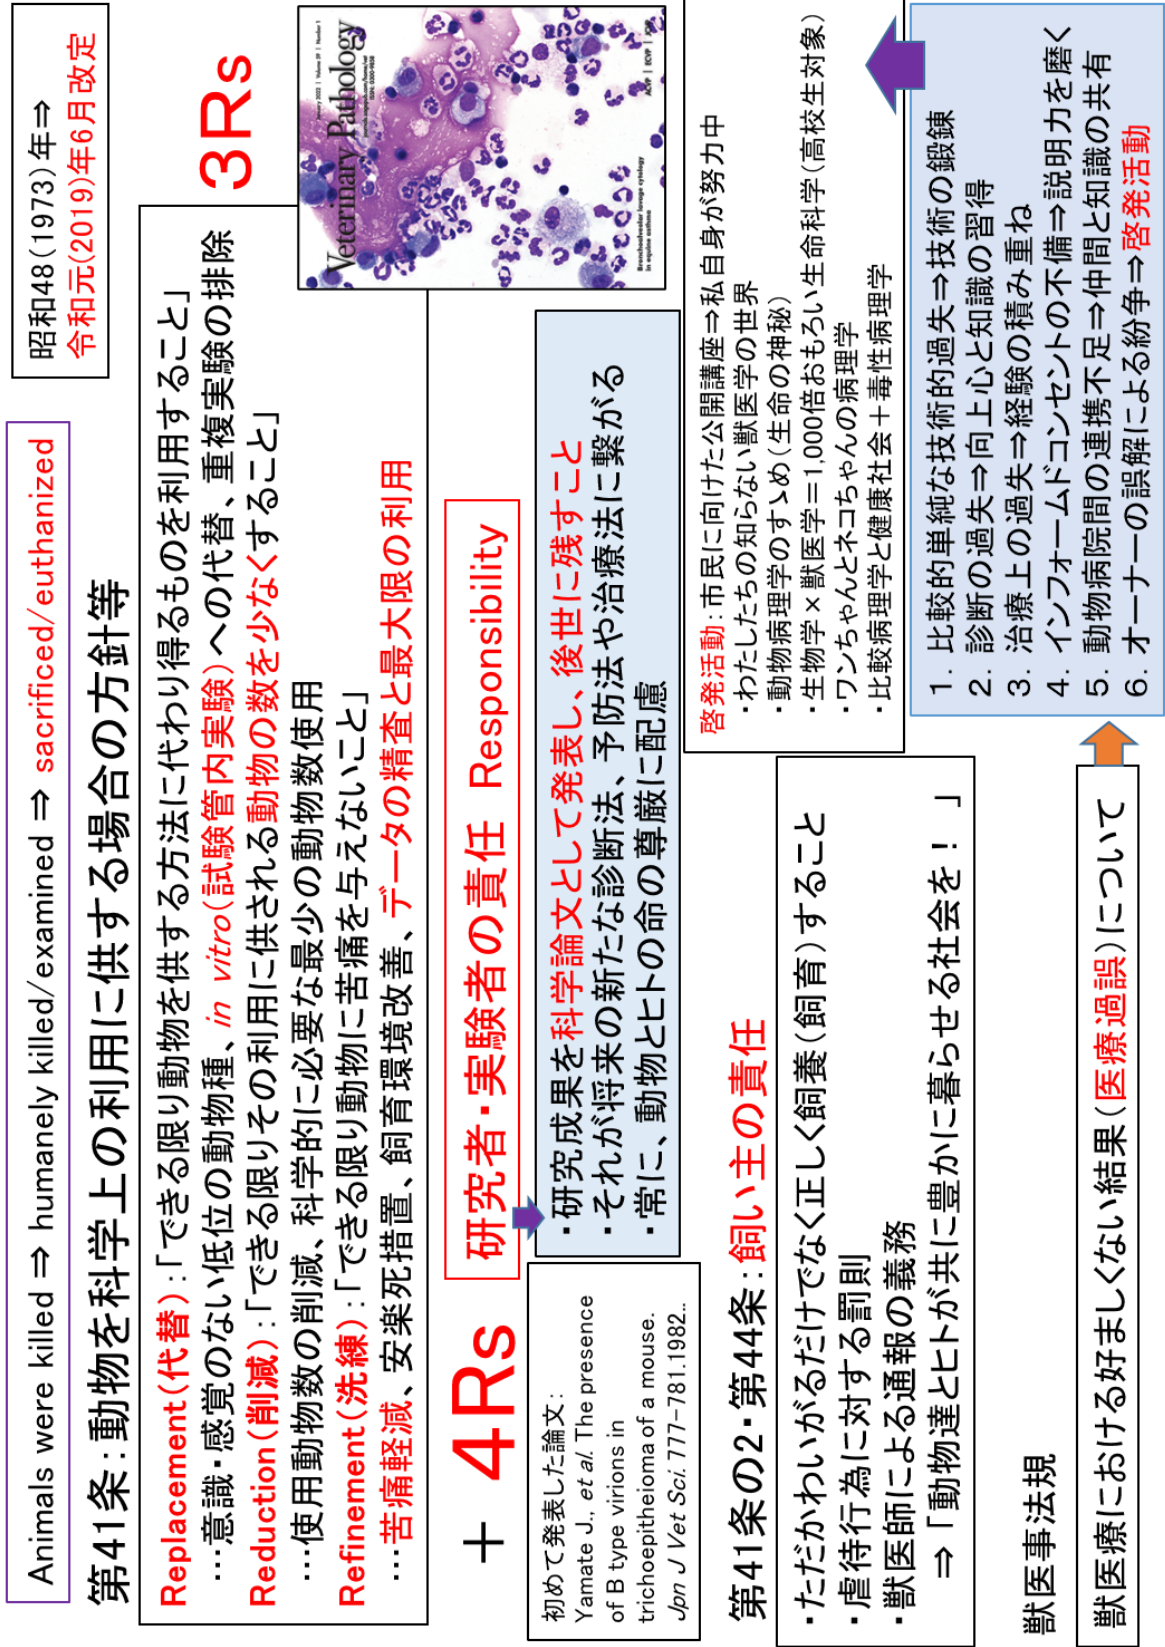 Animals were killed ⇒ humanely killed/examined ⇒ sacrificed/euthanized
昭和48(1973)年⇒
令和元(2019)年6月改定
第41条:動物を科学上の利用に供する場合の方針等
3Rs
Replacement(代替):「できる限り動物を供する方法に代わり得るものを利用すること」
…意識・感覚のない低位の動物種、in vitro(試験管内実験)への代替、重複実験の排除
Reduction(削減):「できる限りその利用に供される動物の数を少なくすること」
…使用動物数の削減、科学的に必要な最少の動物数使用
Refinement(洗練):「できる限り動物に苦痛を与えないこと」
…苦痛軽減、安楽死措置、飼育環境改善、データの精査と最大限の利用
January 2022 | Volume 59 | Number 1
Veterinary Pathology
Bronchoalveolar lavage cytology
in equine asthma
ACVP | ECVP | JCVP
+ 4Rs
研究者・実験者の責任 Responsibility
・研究成果を科学論文として発表し、後世に残すこと
・それが将来の新たな診断法、予防法や治療法に繋がる
・常に、動物とヒトの命の尊厳に配慮
初めて発表した論文:
Yamate J., et al. The presence
of B type virions in
trichoepitheioma of a mouse.
Jpn J Vet Sci. 777-781.1982..
第41条の2・第44条:飼い主の責任
・ただかわいがるだけでなく正しく飼養(飼育)すること
・虐待行為に対する罰則
・獣医師による通報の義務
⇒「動物達とヒトが共に豊かに暮らせる社会を! 」
啓発活動:市民に向けた公開講座⇒私自身が努力中
・わたしたちの知らない獣医学の世界
・動物病理学のすゝめ(生命の神秘)
・生物学×獣医学=1,000倍おもろい生命科学(高校生対象)
・ワンちゃんとネコちゃんの病理学
・比較病理学と健康社会+毒性病理学
獣医事法規
獣医療における好ましくない結果(医療過誤)について
1. 比較的単純な技術的過失⇒技術の鍛錬
2. 診断の過失⇒向上心と知識の習得
3. 治療上の過失⇒経験の積み重ね
4. インフォームドコンセントの不備⇒説明力を磨く
5. 動物病院間の連携不足⇒仲間と知識の共有
6. オーナーの誤解による紛争⇒啓発活動